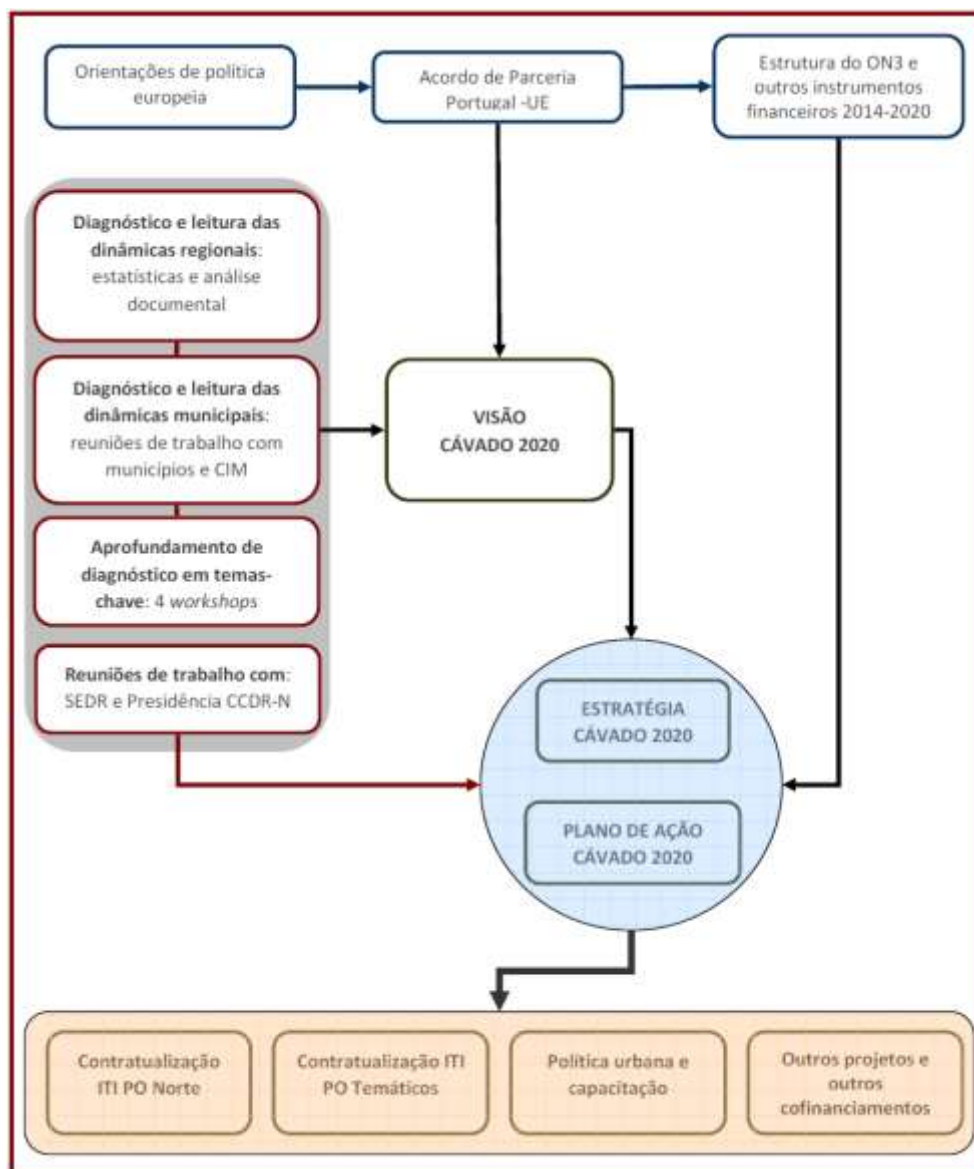 Orientações de política
europeia
Acordo de Parceria
Portugal -UE
Estrutura do ON3 e
outros instrumentos
financeiros 2014-2020
Diagnóstico e leitura das
dinâmicas regionais:
estatísticas e análise
documental
Diagnóstico e leitura das
dinâmicas municipais:
reuniões de trabalho com
municípios e CIM
Aprofundamento de
diagnóstico em temas-
chave: 4 workshops
Reuniões de trabalho com:
SEDR e Presidência CCDR-N
VISÃO
CÁVADO 2020
ESTRATÉGIA
CÁVADO 2020
PLANO DE AÇÃO
CÁVADO 2020
Contratualização
ITI PO Norte
Contratualização ITI
PO Temáticos
Política urbana e
capacitação
Outros projetos e
outros
cofinanciamentos